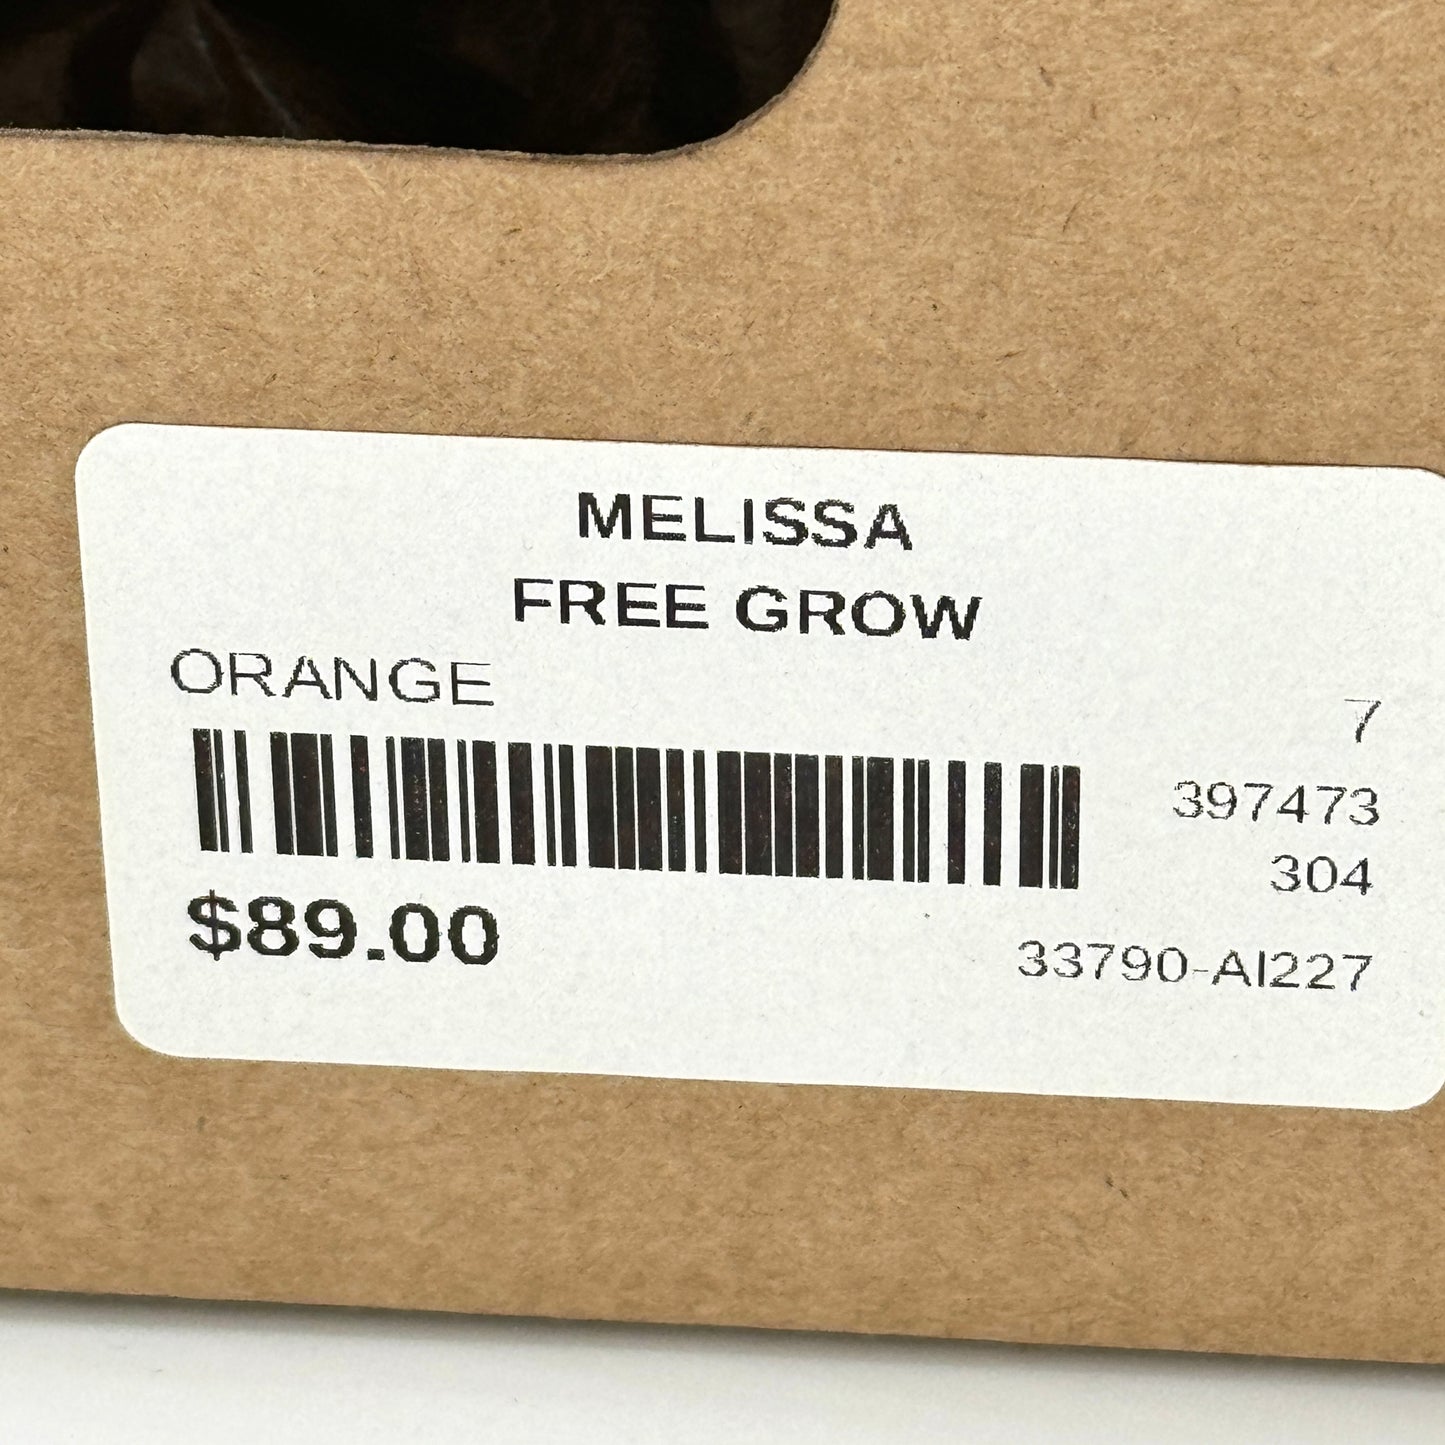 MELISSA
FREE GROW
ORANGE
7
397473
304
$89.00
33790-AI227